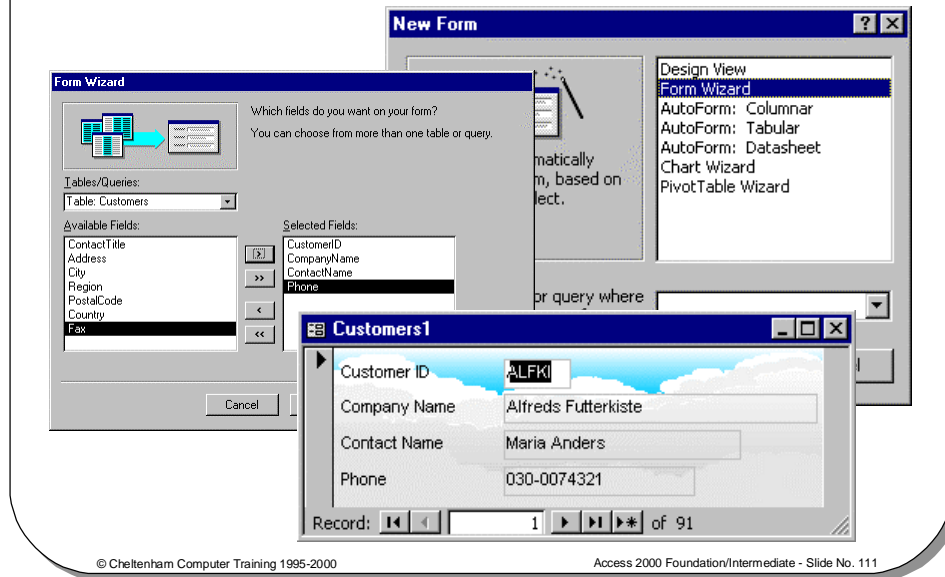 New Form
Design View
Form Wizard
AutoForm: Columnar
AutoForm: Tabular
AutoForm: Datasheet
Chart Wizard
PivotTable Wizard
matically
m, based on
lect.
or query where
Form Wizard
Which fields do you want on your form?
You can choose from more than one table or query.
Tables/Queries:
Table: Customers
Available Fields:
ContactTitle
Address
City
Region
PostalCode
Country
Fax
>
>>
<
<<
Selected Fields:
CustomerID
CompanyName
ContactName
Phone
Cancel
Customers1
Customer ID ALFKI
Company Name Alfreds Futterkiste
Contact Name Maria Anders
Phone 030-0074321
Record: 1 of 91
© Cheltenham Computer Training 1995-2000
Access 2000 Foundation/Intermediate - Slide No. 111